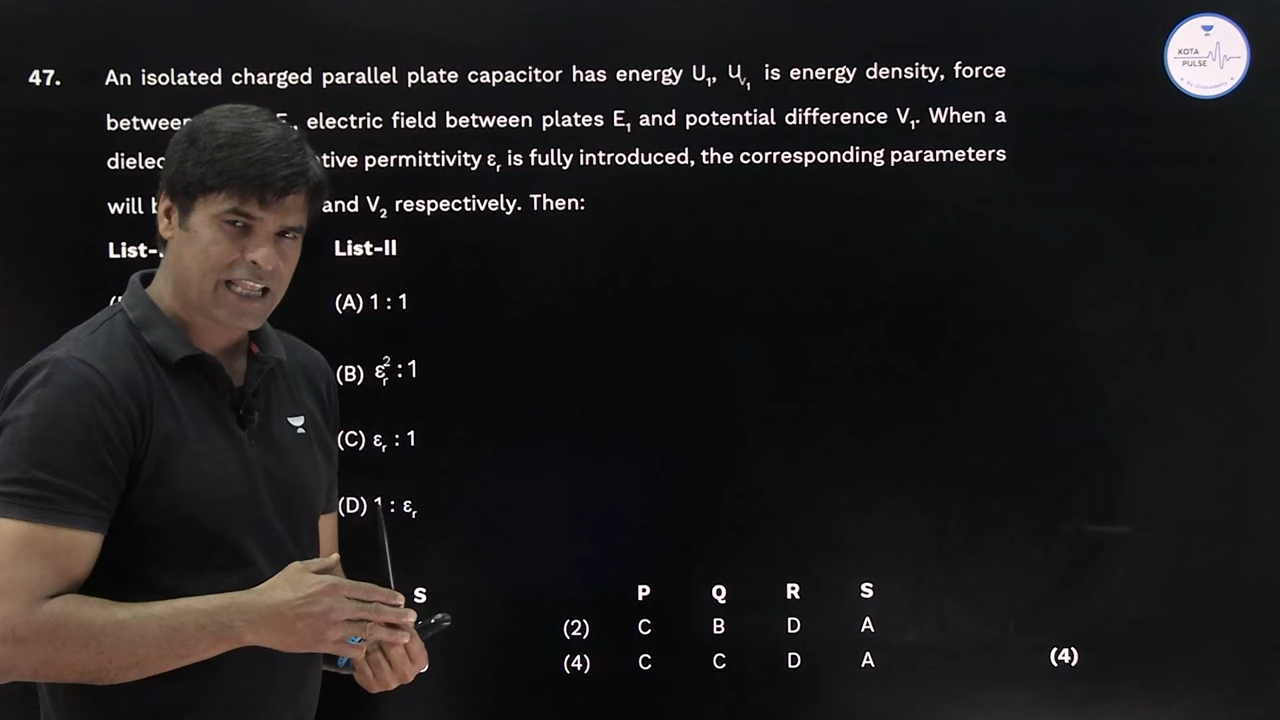 KOTA
PULSE
47. An isolated charged parallel plate capacitor has energy U₁, U_v₁ is energy density, force
between electric field between plates E₁ and potential difference V₁. When a
permittivity εᵣ is fully introduced, the corresponding parameters
will and V₂ respectively. Then:
List-II
(A) 1 : 1
(B) εᵣ² : 1
(C) εᵣ : 1
(D) 1 : εᵣ
S
P Q R S
(2) C B D A
(4) C C D A
(4)